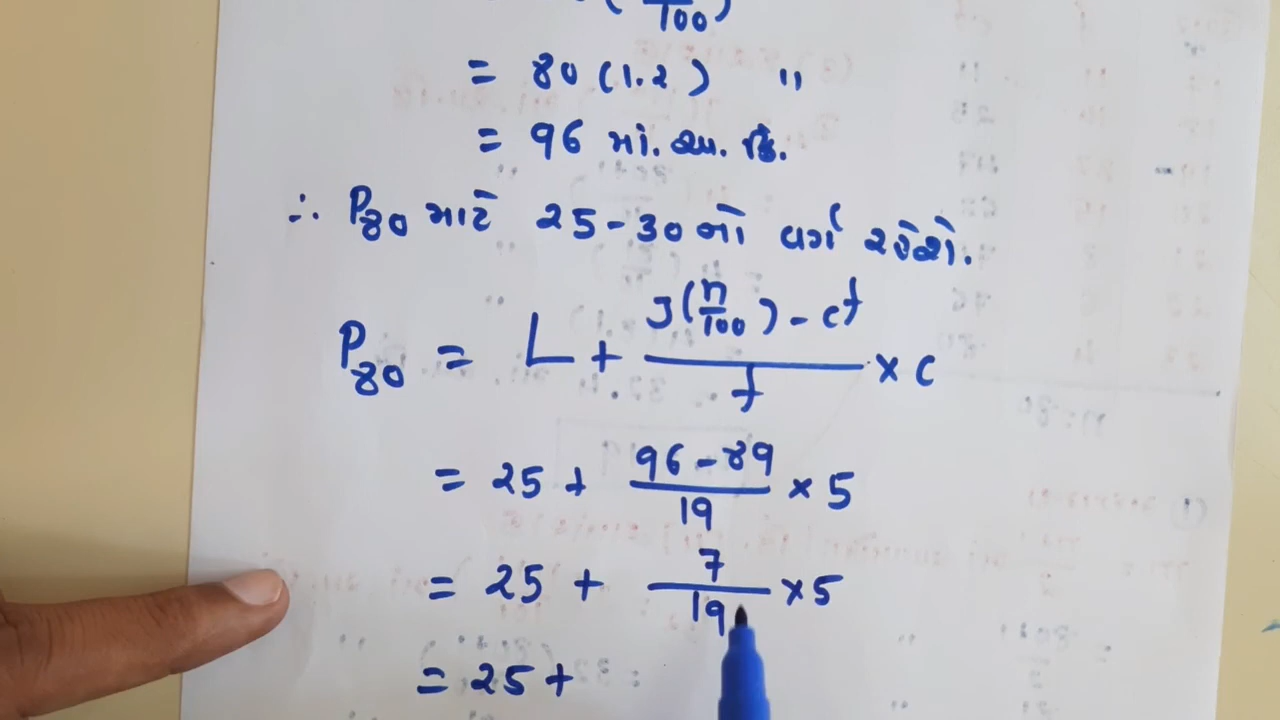 (n/100)
= 80 (1.2) "
= 96 માં. આ. કિ.
∴ P80 માટે 25-30 નો વર્ગ રહેશે.
P80 = L + (J(n/100) - cf)/f × c
= 25 + (96 - 89)/19 × 5
= 25 + 7/19 × 5
= 25 +